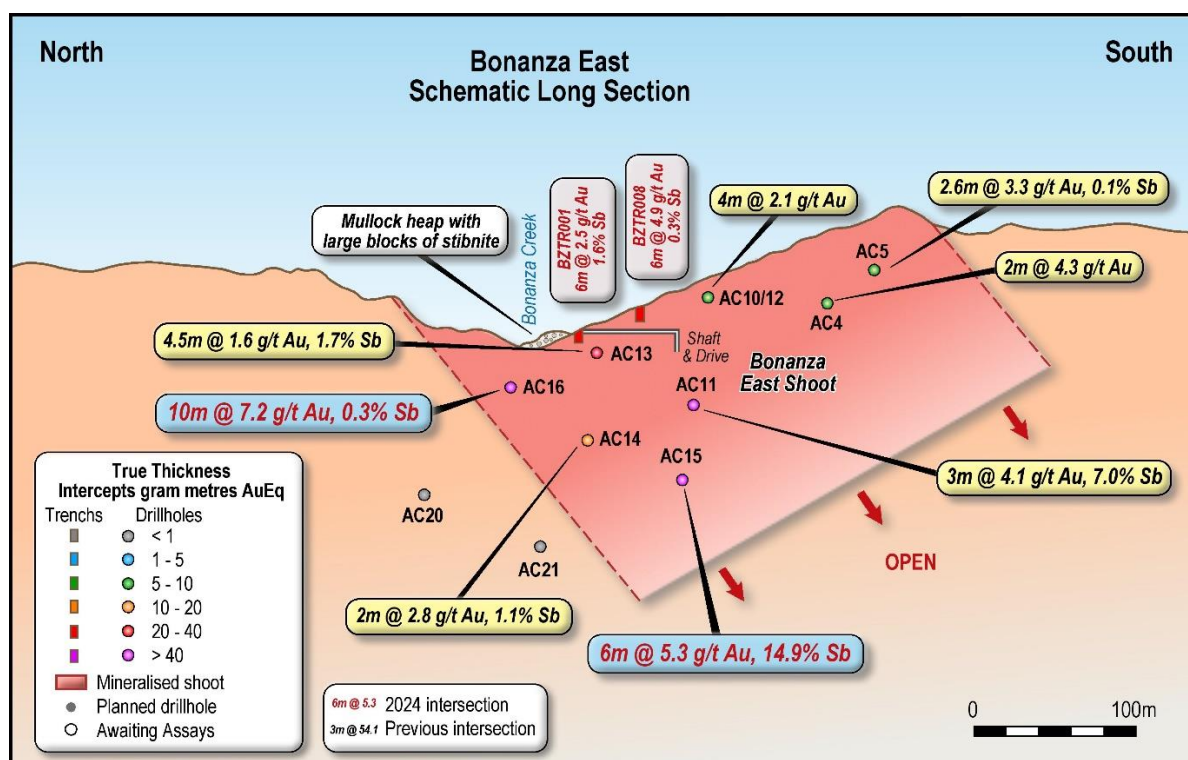 North
Bonanza East
Schematic Long Section
South
Mullock heap with
large blocks of stibnite
Bonanza Creek
BZTR001
6m @ 2.5 g/t Au
1.6% Sb
BZTR008
6m @ 4.9 g/t Au
0.3% Sb
4m @ 2.1 g/t Au
2.6m @ 3.3 g/t Au, 0.1% Sb
2m @ 4.3 g/t Au
AC5
AC10/12
AC4
4.5m @ 1.6 g/t Au, 1.7% Sb
AC13
Shaft
& Drive
Bonanza
East Shoot
AC16
AC11
10m @ 7.2 g/t Au, 0.3% Sb
AC14
AC15
3m @ 4.1 g/t Au, 7.0% Sb
AC20
AC21
OPEN
2m @ 2.8 g/t Au, 1.1% Sb
6m @ 5.3 g/t Au, 14.9% Sb
True Thickness
Intercepts gram metres AuEq
Trenchs Drillholes
< 1
1 - 5
5 - 10
10 - 20
20 - 40
> 40
Mineralised shoot
Planned drillhole
Awaiting Assays
6m @ 5.3 2024 intersection
3m @ 54.1 Previous intersection
0 100m